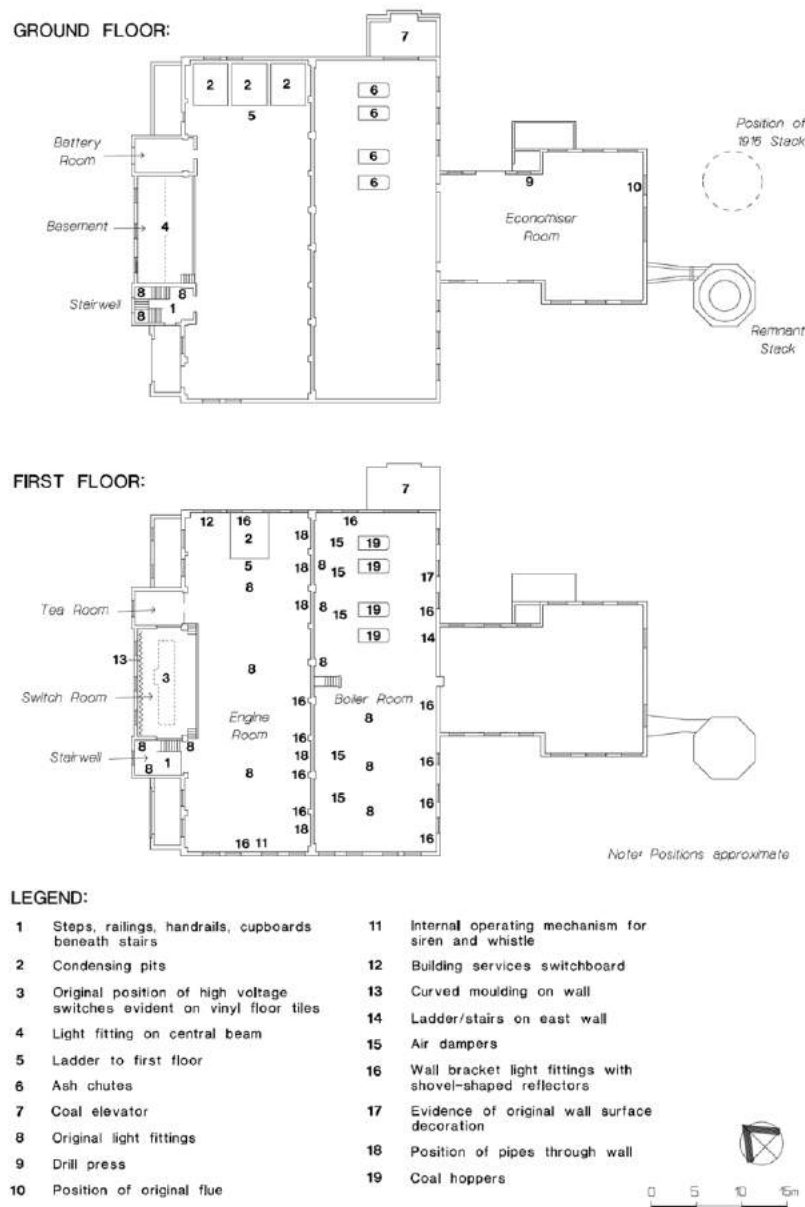 GROUND FLOOR:
7
2 2 2
6
5
6
Position of
1916 Stack
Battery
Room
6
6
9
10
Basement
4
Economiser
Room
8 8
Stairwell
1
8
Remnant
Stack
FIRST FLOOR:
7
12 16 16
18 15 19
2
5 18 8 15 19
8 17
Tea Room
18 8 15 19 16
19 14
13
8 8
3
Switch Room
16 Boiler Room 16
Engine
Room
8
16
8 8
Stairwell
1
8
18 15 16
8 16 8
15 16
16 8
18
16 11 16
Note: Positions approximate
LEGEND:
1 Steps, railings, handrails, cupboards
beneath stairs
2 Condensing pits
3 Original position of high voltage
switches evident on vinyl floor tiles
4 Light fitting on central beam
5 Ladder to first floor
6 Ash chutes
7 Coal elevator
8 Original light fittings
9 Drill press
10 Position of original flue
11 Internal operating mechanism for
siren and whistle
12 Building services switchboard
13 Curved moulding on wall
14 Ladder/stairs on east wall
15 Air dampers
16 Wall bracket light fittings with
shovel-shaped reflectors
17 Evidence of original wall surface
decoration
18 Position of pipes through wall
19 Coal hoppers
0 5 10 15m